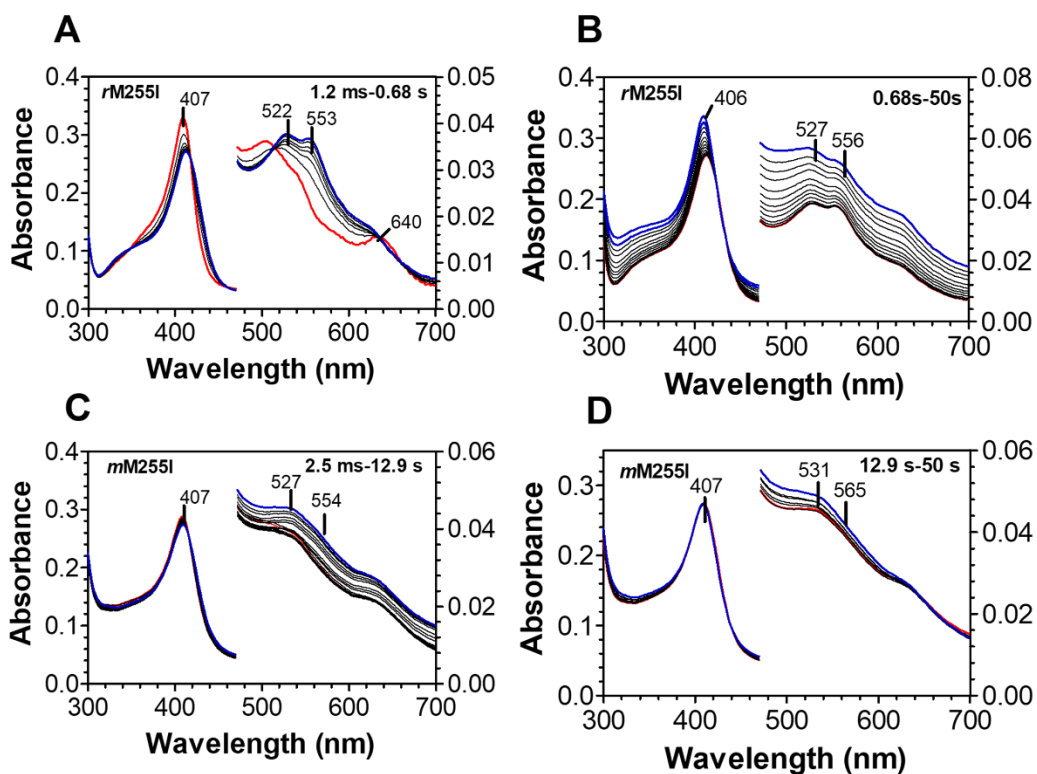 A
rM255I
1.2 ms-0.68 s
407
522
553
640
Absorbance
0.4
0.3
0.2
0.1
0.0
0.05
0.04
0.03
0.02
0.01
0.00
300 400 500 600 700
Wavelength (nm)
B
rM255I
0.68s-50s
406
527
556
Absorbance
0.4
0.3
0.2
0.1
0.0
0.08
0.06
0.04
0.02
0.00
300 400 500 600 700
Wavelength (nm)
C
mM255I
2.5 ms-12.9 s
407
527
554
Absorbance
0.4
0.3
0.2
0.1
0.0
0.06
0.04
0.02
0.00
300 400 500 600 700
Wavelength (nm)
D
mM255I
12.9 s-50 s
407
531
565
Absorbance
0.3
0.2
0.1
0.0
0.06
0.04
0.02
0.00
300 400 500 600 700
Wavelength (nm)